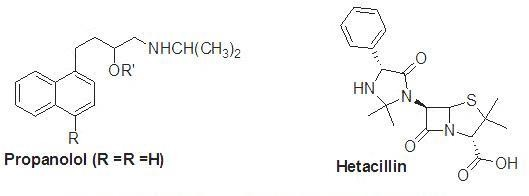 NHCH(CH3)2
OR'
R
Propanolol (R =R =H)
O
HN
N
S
N
O
O
OH
Hetacillin